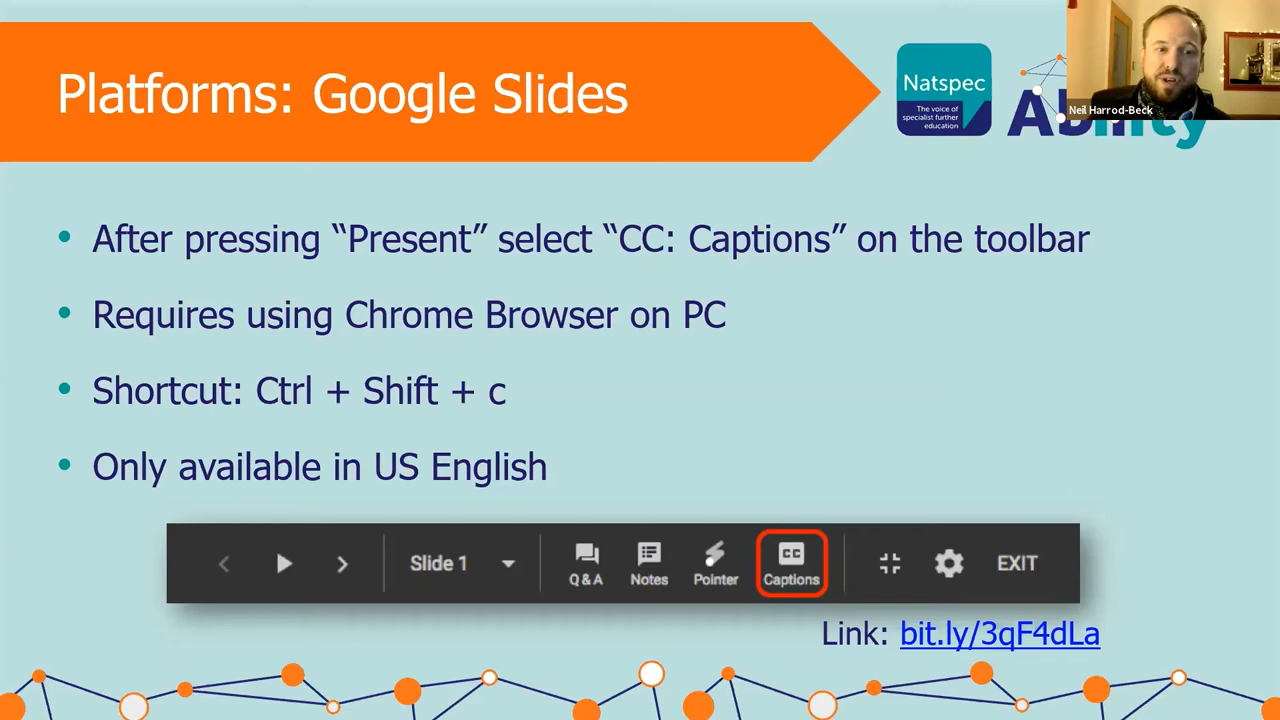 Platforms: Google Slides
Natspec
The voice of
specialist further
education
Ability
Neil Harrod-Beck
• After pressing “Present” select “CC: Captions” on the toolbar
• Requires using Chrome Browser on PC
• Shortcut: Ctrl + Shift + c
• Only available in US English
Slide 1
Q & A
Notes
Pointer
CC
Captions
EXIT
Link: bit.ly/3qF4dLa